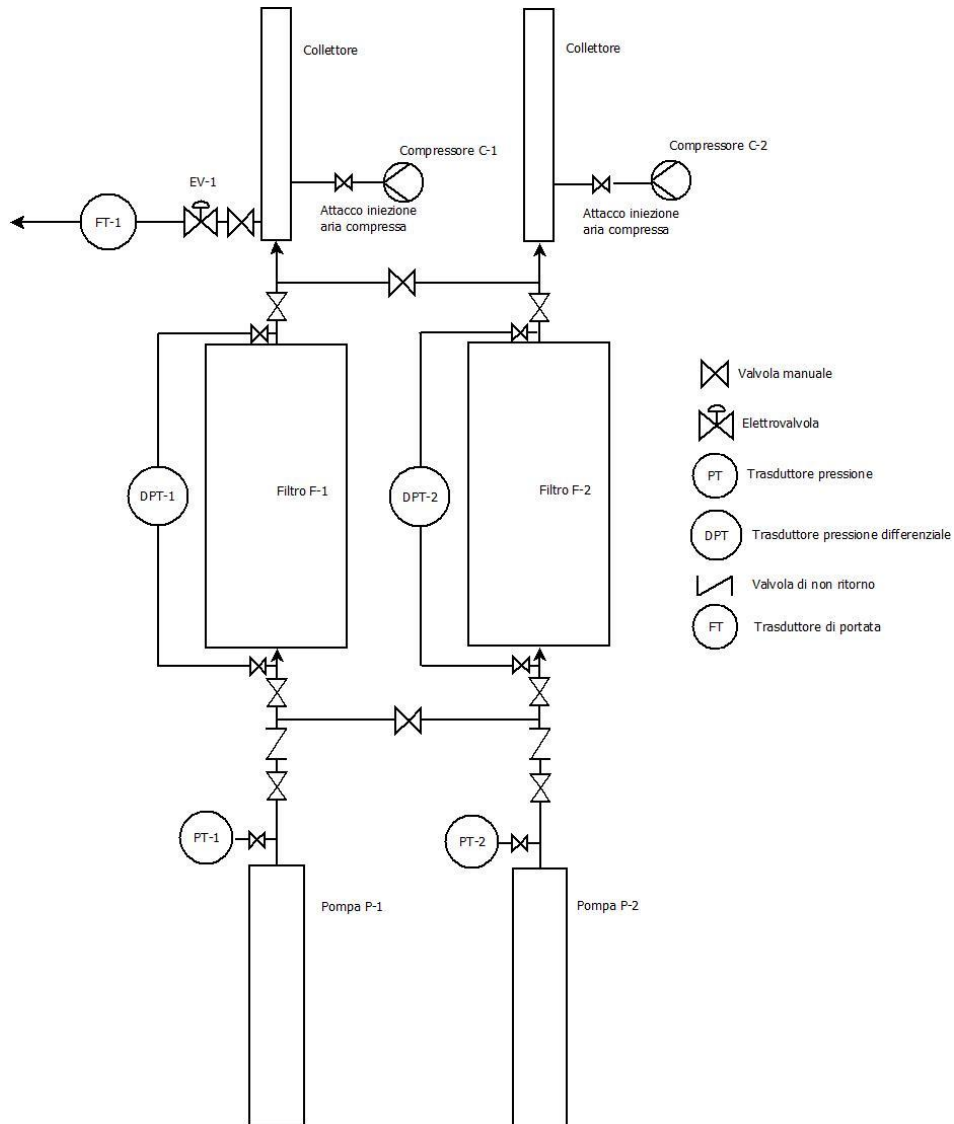 Collettore
Collettore
Compressore C-1
Compressore C-2
EV-1
Attacco iniezione
aria compressa
Attacco iniezione
aria compressa
FT-1
Valvola manuale
Elettrovalvola
PT
Trasduttore pressione
DPT-1
Filtro F-1
DPT-2
Filtro F-2
DPT
Trasduttore pressione differenziale
Valvola di non ritorno
FT
Trasduttore di portata
PT-1
PT-2
Pompa P-1
Pompa P-2